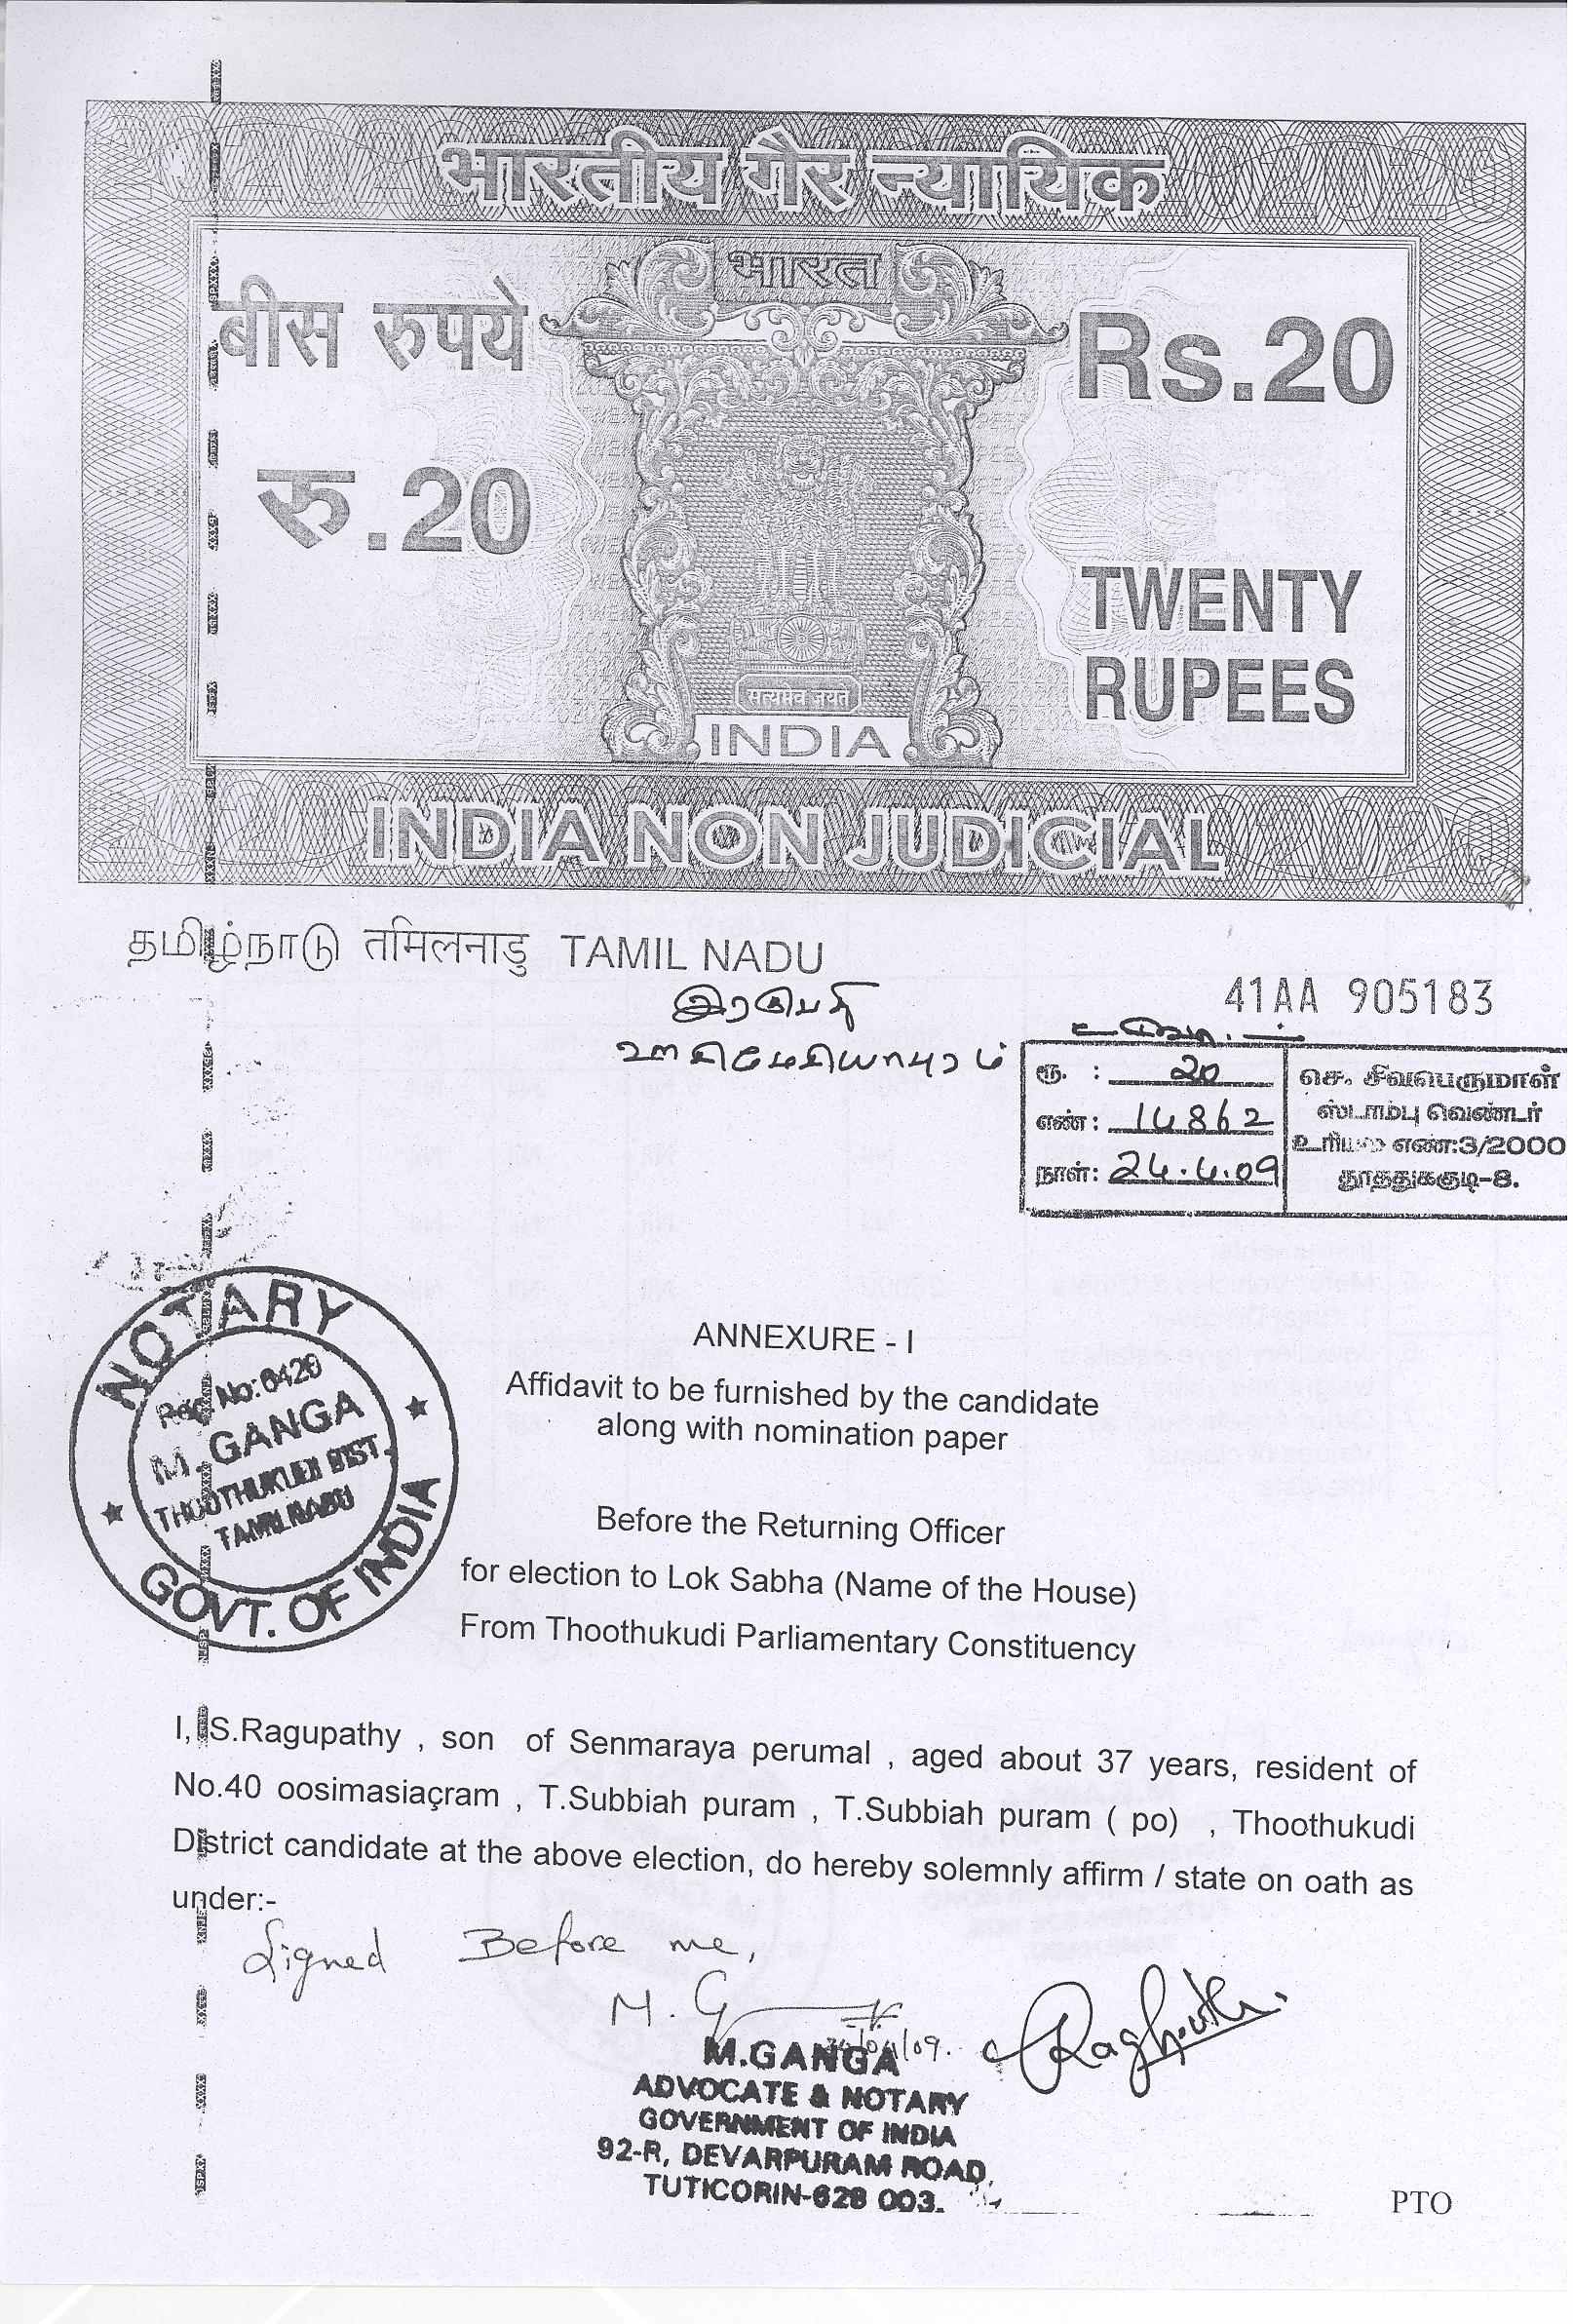 भारतीय गैर न्यायिक
भारत
बीस रुपये
Rs.20
रु.20
TWENTY
RUPEES
सत्यमेव जयते
INDIA
INDIA NON JUDICIAL
தமிழ்நாடு तमिलनाडु TAMIL NADU
41AA 905183
ரூ. : 20
எண் : 14862
நாள்: 24.4.09
செ. சிவபெருமாள்
ஸ்டாம்பு வெண்டர்
உரிமம் எண்:3/2000
தூத்துக்குடி-8.
NOTARY
Reg. No:6420
M. GANGA
THOOTHUKUDI DIST.
TAMILNADU
GOVT. OF INDIA
ANNEXURE - I
Affidavit to be furnished by the candidate
along with nomination paper
Before the Returning Officer
for election to Lok Sabha (Name of the House)
From Thoothukudi Parliamentary Constituency
I, S.Ragupathy , son of Senmaraya perumal , aged about 37 years, resident of
No.40 oosimasiaçram , T.Subbiah puram , T.Subbiah puram ( po) , Thoothukudi
District candidate at the above election, do hereby solemnly affirm / state on oath as
under:-
Signed Before me,
M. G
M.GANGA
ADVOCATE & NOTARY
GOVERNMENT OF INDIA
92-R, DEVARPURAM ROAD,
TUTICORIN-628 003.
PTO